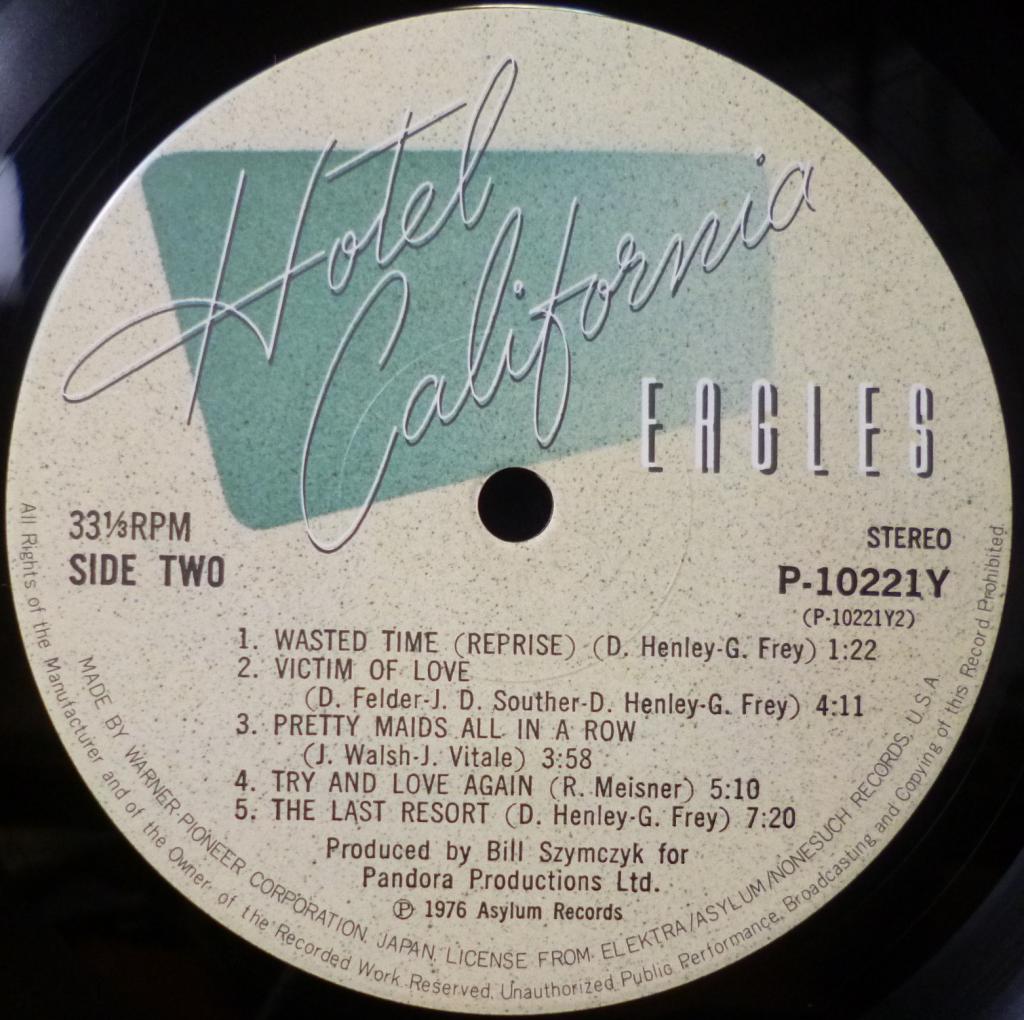 Hotel
California
EAGLES
33⅓RPM
SIDE TWO
STEREO
P-10221Y
(P-10221Y2)
1. WASTED TIME (REPRISE) (D. Henley-G. Frey) 1:22
2. VICTIM OF LOVE
(D. Felder-J. D. Souther-D. Henley-G. Frey) 4:11
3. PRETTY MAIDS ALL IN A ROW
(J. Walsh-J. Vitale) 3:58
4. TRY AND LOVE AGAIN (R. Meisner) 5:10
5. THE LAST RESORT (D. Henley-G. Frey) 7:20
Produced by Bill Szymczyk for
Pandora Productions Ltd.
℗ 1976 Asylum Records
MADE BY WARNER-PIONEER CORPORATION, JAPAN. LICENSE FROM ELEKTRA/ASYLUM/NONESUCH RECORDS, U.S.A.
All Rights of the Manufacturer and of the Owner of the Recorded Work Reserved. Unauthorized Public Performance, Broadcasting and Copying of this Record Prohibited.